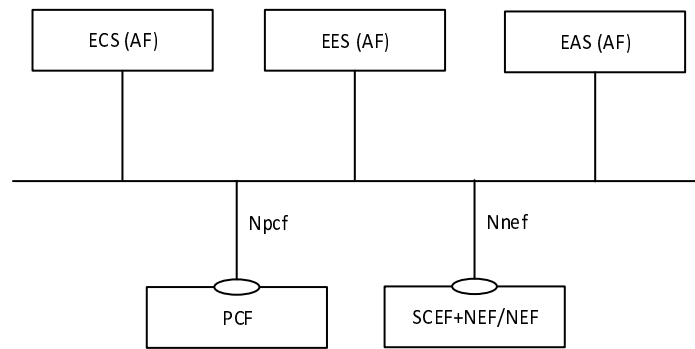 ECS (AF)
EES (AF)
EAS (AF)
Npcf
Nnef
PCF
SCEF+NEF/NEF